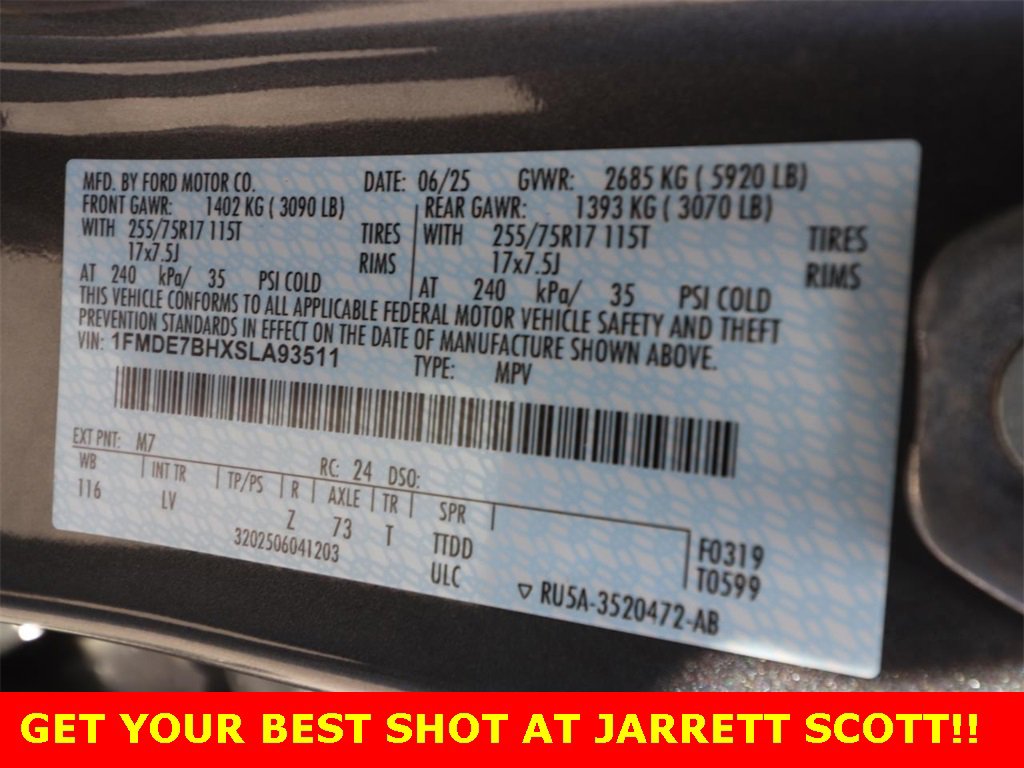 MFD. BY FORD MOTOR CO. DATE: 06/25 GVWR: 2685 KG ( 5920 LB)
FRONT GAWR: 1402 KG ( 3090 LB) REAR GAWR: 1393 KG ( 3070 LB)
WITH 255/75R17 115T TIRES WITH 255/75R17 115T TIRES
17x7.5J RIMS 17x7.5J RIMS
AT 240 kPa/ 35 PSI COLD AT 240 kPa/ 35 PSI COLD
THIS VEHICLE CONFORMS TO ALL APPLICABLE FEDERAL MOTOR VEHICLE SAFETY AND THEFT
PREVENTION STANDARDS IN EFFECT ON THE DATE OF MANUFACTURE SHOWN ABOVE.
VIN: 1FMDE7BHXSLA93511 TYPE: MPV
EXT PNT: M7 RC: 24 DSO:
WB INT TR TP/PS R AXLE TR SPR
116 LV Z 73 T TTDD F0319
3202506041203 ULC T0599
RU5A-3520472-AB
GET YOUR BEST SHOT AT JARRETT SCOTT!!